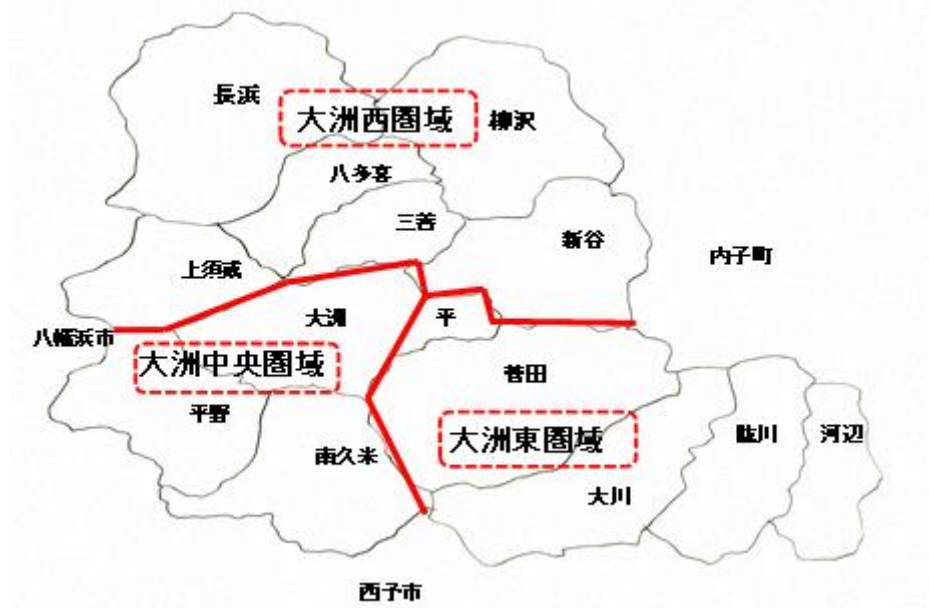 長浜
大洲西圏域
柳沢
八多喜
三善
新谷
上須戒
内子町
大洲
平
八幡浜市
大洲中央圏域
菅田
平野
大洲東圏域
肱川
河辺
南久米
大川
西子市